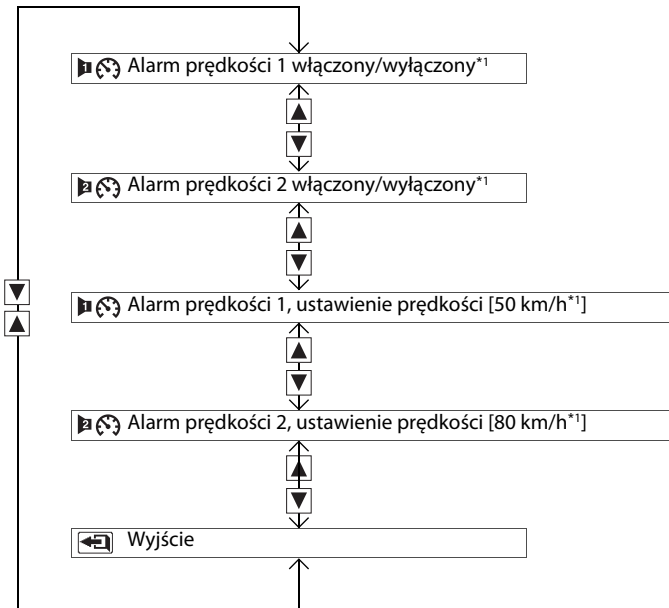 Alarm prędkości 1 włączony/wyłączony*1
Alarm prędkości 2 włączony/wyłączony*1
Alarm prędkości 1, ustawienie prędkości [50 km/h*1]
Alarm prędkości 2, ustawienie prędkości [80 km/h*1]
Wyjście